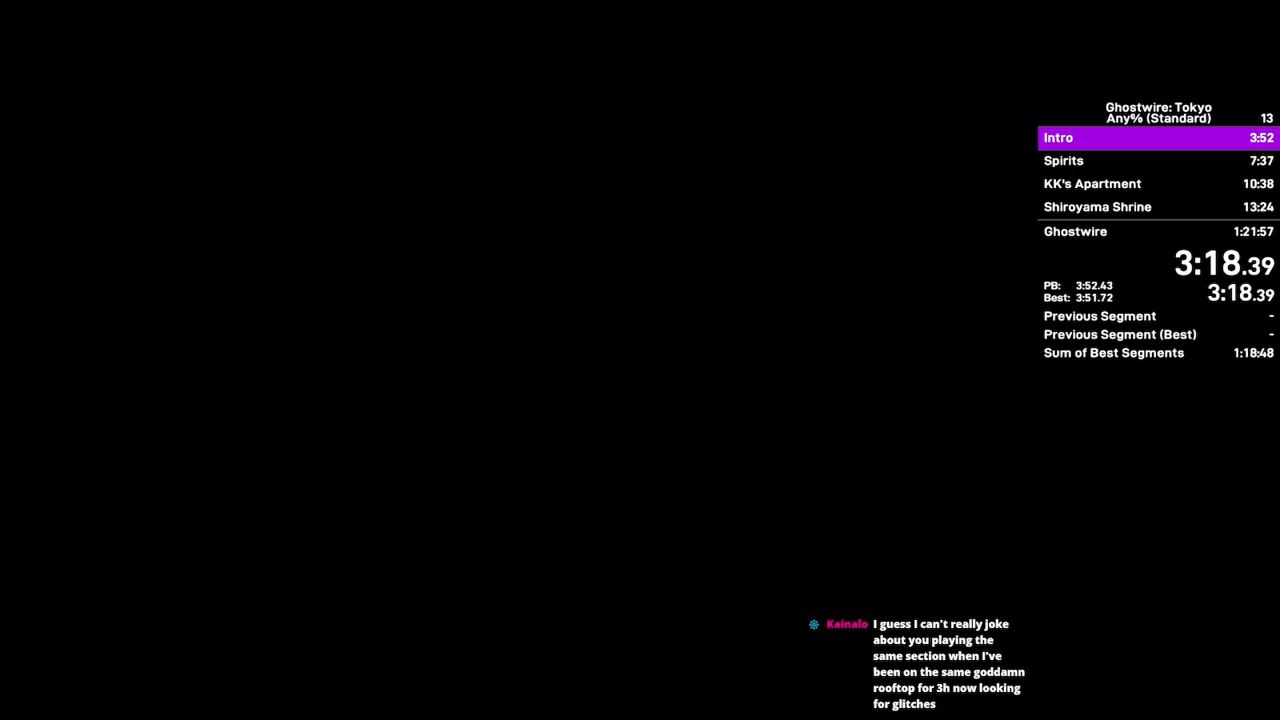 Ghostwire: Tokyo
Any% (Standard) 13
Intro 3:52
Spirits 7:37
KK's Apartment 10:38
Shiroyama Shrine 13:24
Ghostwire 1:21:57
3:18.39
PB: 3:52.43
Best: 3:51.72
3:18.39
Previous Segment -
Previous Segment (Best) -
Sum of Best Segments 1:18:48
Kainalo I guess I can't really joke
about you playing the
same section when I've
been on the same goddamn
rooftop for 3h now looking
for glitches